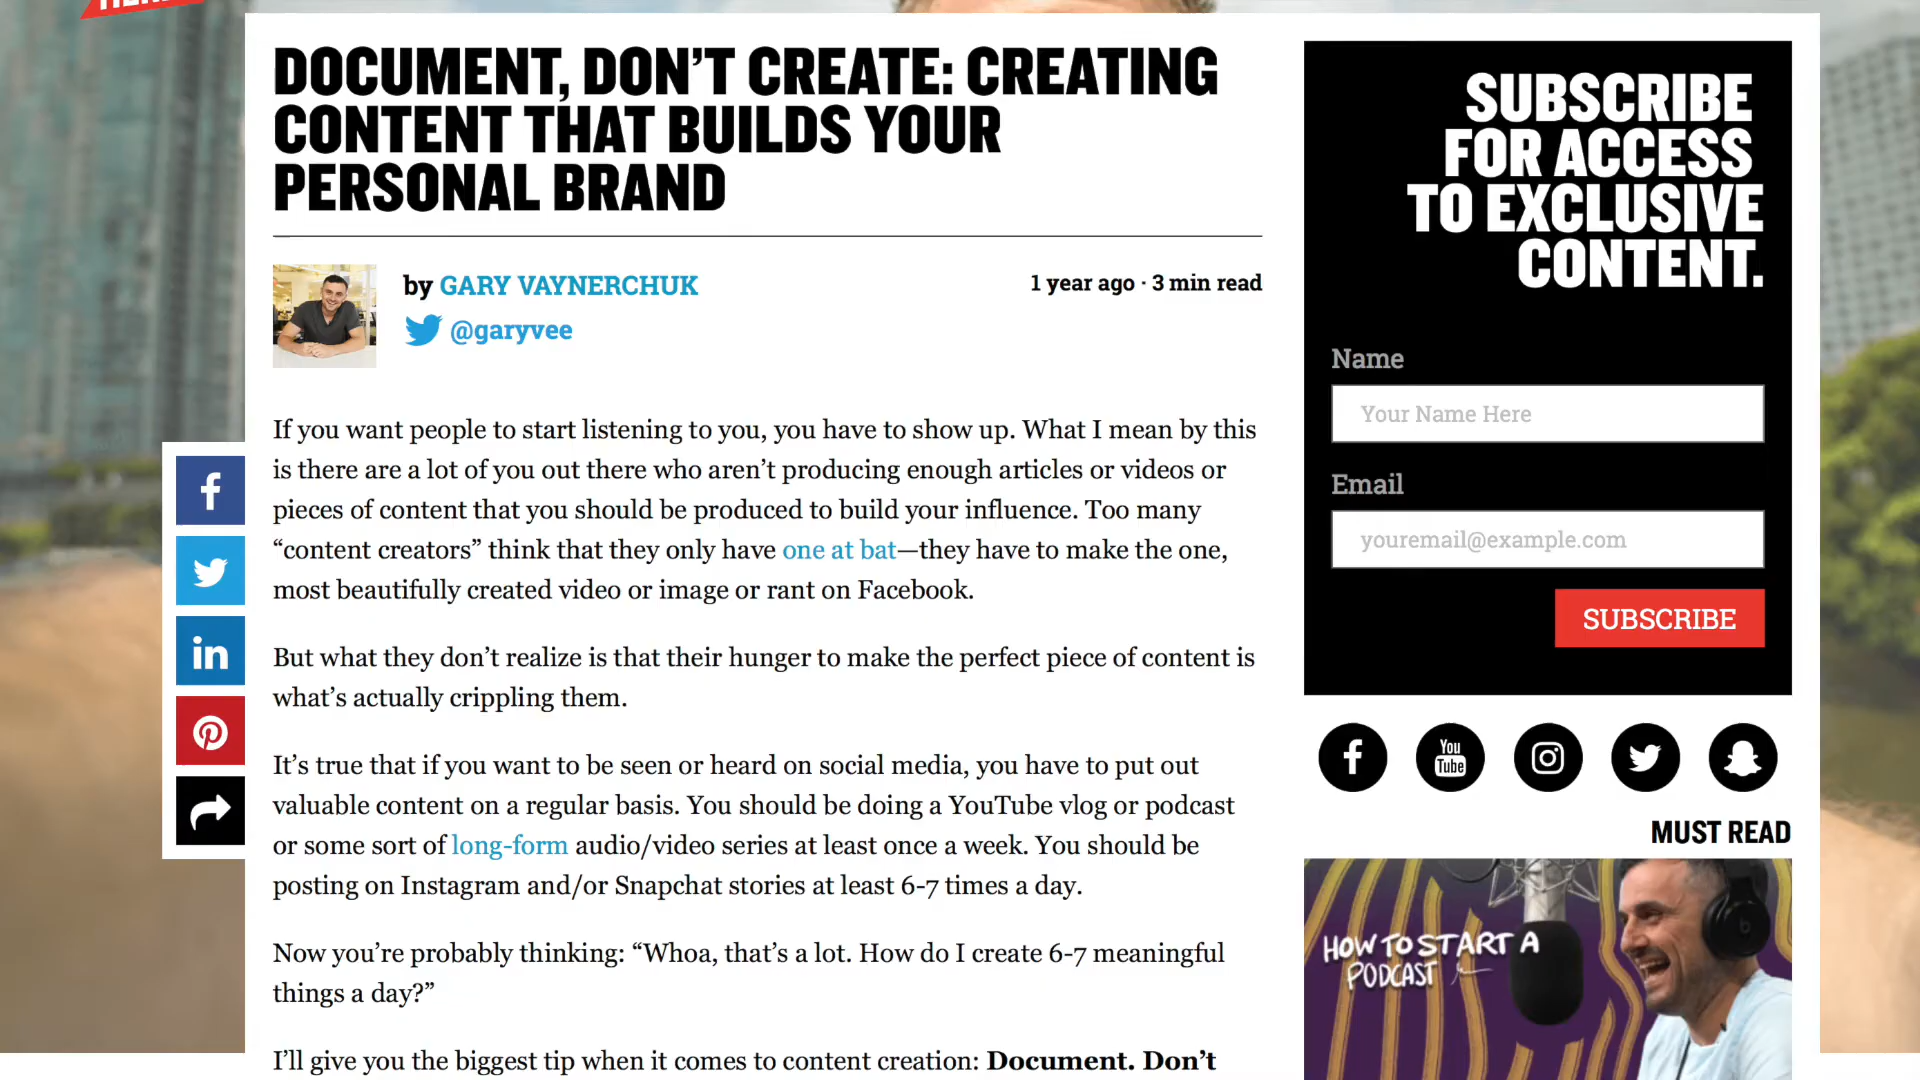 DOCUMENT, DON'T CREATE: CREATING
CONTENT THAT BUILDS YOUR
PERSONAL BRAND
by GARY VAYNERCHUK
1 year ago · 3 min read
@garyvee
If you want people to start listening to you, you have to show up. What I mean by this
is there are a lot of you out there who aren't producing enough articles or videos or
pieces of content that you should be produced to build your influence. Too many
“content creators” think that they only have one at bat—they have to make the one,
most beautifully created video or image or rant on Facebook.
But what they don't realize is that their hunger to make the perfect piece of content is
what's actually crippling them.
It's true that if you want to be seen or heard on social media, you have to put out
valuable content on a regular basis. You should be doing a YouTube vlog or podcast
or some sort of long-form audio/video series at least once a week. You should be
posting on Instagram and/or Snapchat stories at least 6-7 times a day.
Now you're probably thinking: “Whoa, that's a lot. How do I create 6-7 meaningful
things a day?”
I'll give you the biggest tip when it comes to content creation: Document. Don't
SUBSCRIBE
FOR ACCESS
TO EXCLUSIVE
CONTENT.
Name
Your Name Here
Email
youremail@example.com
SUBSCRIBE
You
Tube
MUST READ
HOW TO START A
PODCAST